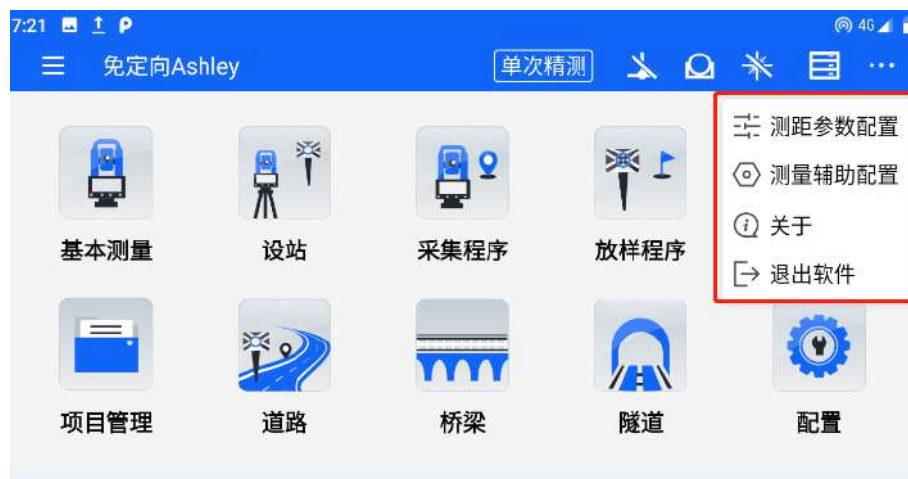 7:21 4G
免定向Ashley 单次精测
测距参数配置
测量辅助配置
关于
退出软件
基本测量 设站 采集程序 放样程序
项目管理 道路 桥梁 隧道 配置